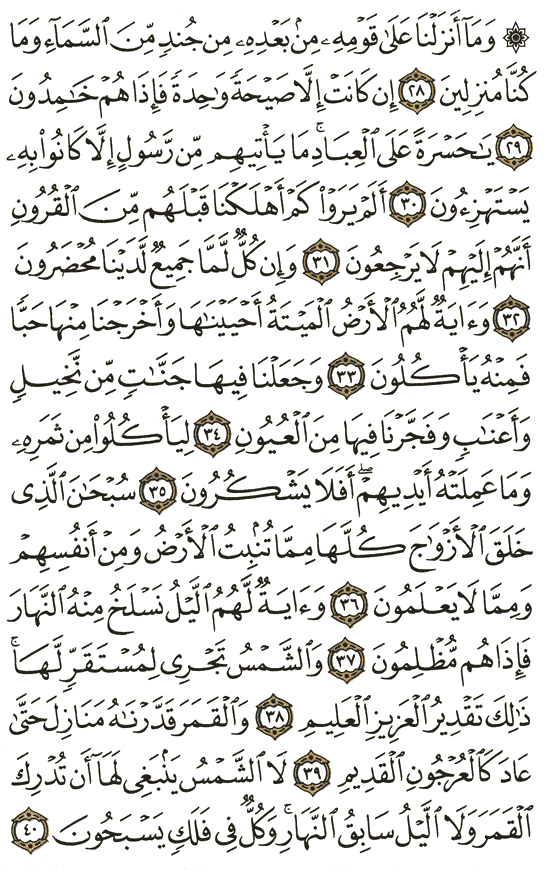 ۞ وَمَآ أَنزَلْنَا عَلَىٰ قَوْمِهِۦ مِنۢ بَعْدِهِۦ مِن جُندٍ مِّنَ ٱلسَّمَآءِ وَمَا
كُنَّا مُنزِلِينَ ٢٨ إِن كَانَتْ إِلَّا صَيْحَةً وَٰحِدَةً فَإِذَا هُمْ خَٰمِدُونَ
٢٩ يَٰحَسْرَةً عَلَى ٱلْعِبَادِ ۚ مَا يَأْتِيهِم مِّن رَّسُولٍ إِلَّا كَانُوا۟ بِهِۦ
يَسْتَهْزِءُونَ ٣٠ أَلَمْ يَرَوْا۟ كَمْ أَهْلَكْنَا قَبْلَهُم مِّنَ ٱلْقُرُونِ
أَنَّهُمْ إِلَيْهِمْ لَا يَرْجِعُونَ ٣١ وَإِن كُلٌّ لَّمَّا جَمِيعٌ لَّدَيْنَا مُحْضَرُونَ
٣٢ وَءَايَةٌ لَّهُمُ ٱلْأَرْضُ ٱلْمَيْتَةُ أَحْيَيْنَٰهَا وَأَخْرَجْنَا مِنْهَا حَبًّا
فَمِنْهُ يَأْكُلُونَ ٣٣ وَجَعَلْنَا فِيهَا جَنَّٰتٍ مِّن نَّخِيلٍ
وَأَعْنَٰبٍ وَفَجَّرْنَا فِيهَا مِنَ ٱلْعُيُونِ ٣٤ لِيَأْكُلُوا۟ مِن ثَمَرِهِۦ
وَمَا عَمِلَتْهُ أَيْدِيهِمْ ۖ أَفَلَا يَشْكُرُونَ ٣٥ سُبْحَٰنَ ٱلَّذِى
خَلَقَ ٱلْأَزْوَٰجَ كُلَّهَا مِمَّا تُنۢبِتُ ٱلْأَرْضُ وَمِنْ أَنفُسِهِمْ
وَمِمَّا لَا يَعْلَمُونَ ٣٦ وَءَايَةٌ لَّهُمُ ٱلَّيْلُ نَسْلَخُ مِنْهُ ٱلنَّهَارَ
فَإِذَا هُم مُّظْلِمُونَ ٣٧ وَٱلشَّمْسُ تَجْرِى لِمُسْتَقَرٍّ لَّهَا ۚ
ذَٰلِكَ تَقْدِيرُ ٱلْعَزِيزِ ٱلْعَلِيمِ ٣٨ وَٱلْقَمَرَ قَدَّرْنَٰهُ مَنَازِلَ حَتَّىٰ
عَادَ كَٱلْعُرْجُونِ ٱلْقَدِيمِ ٣٩ لَا ٱلشَّمْسُ يَنۢبَغِى لَهَآ أَن تُدْرِكَ
ٱلْقَمَرَ وَلَا ٱلَّيْلُ سَابِقُ ٱلنَّهَارِ ۚ وَكُلٌّ فِى فَلَكٍ يَسْبَحُونَ ٤٠